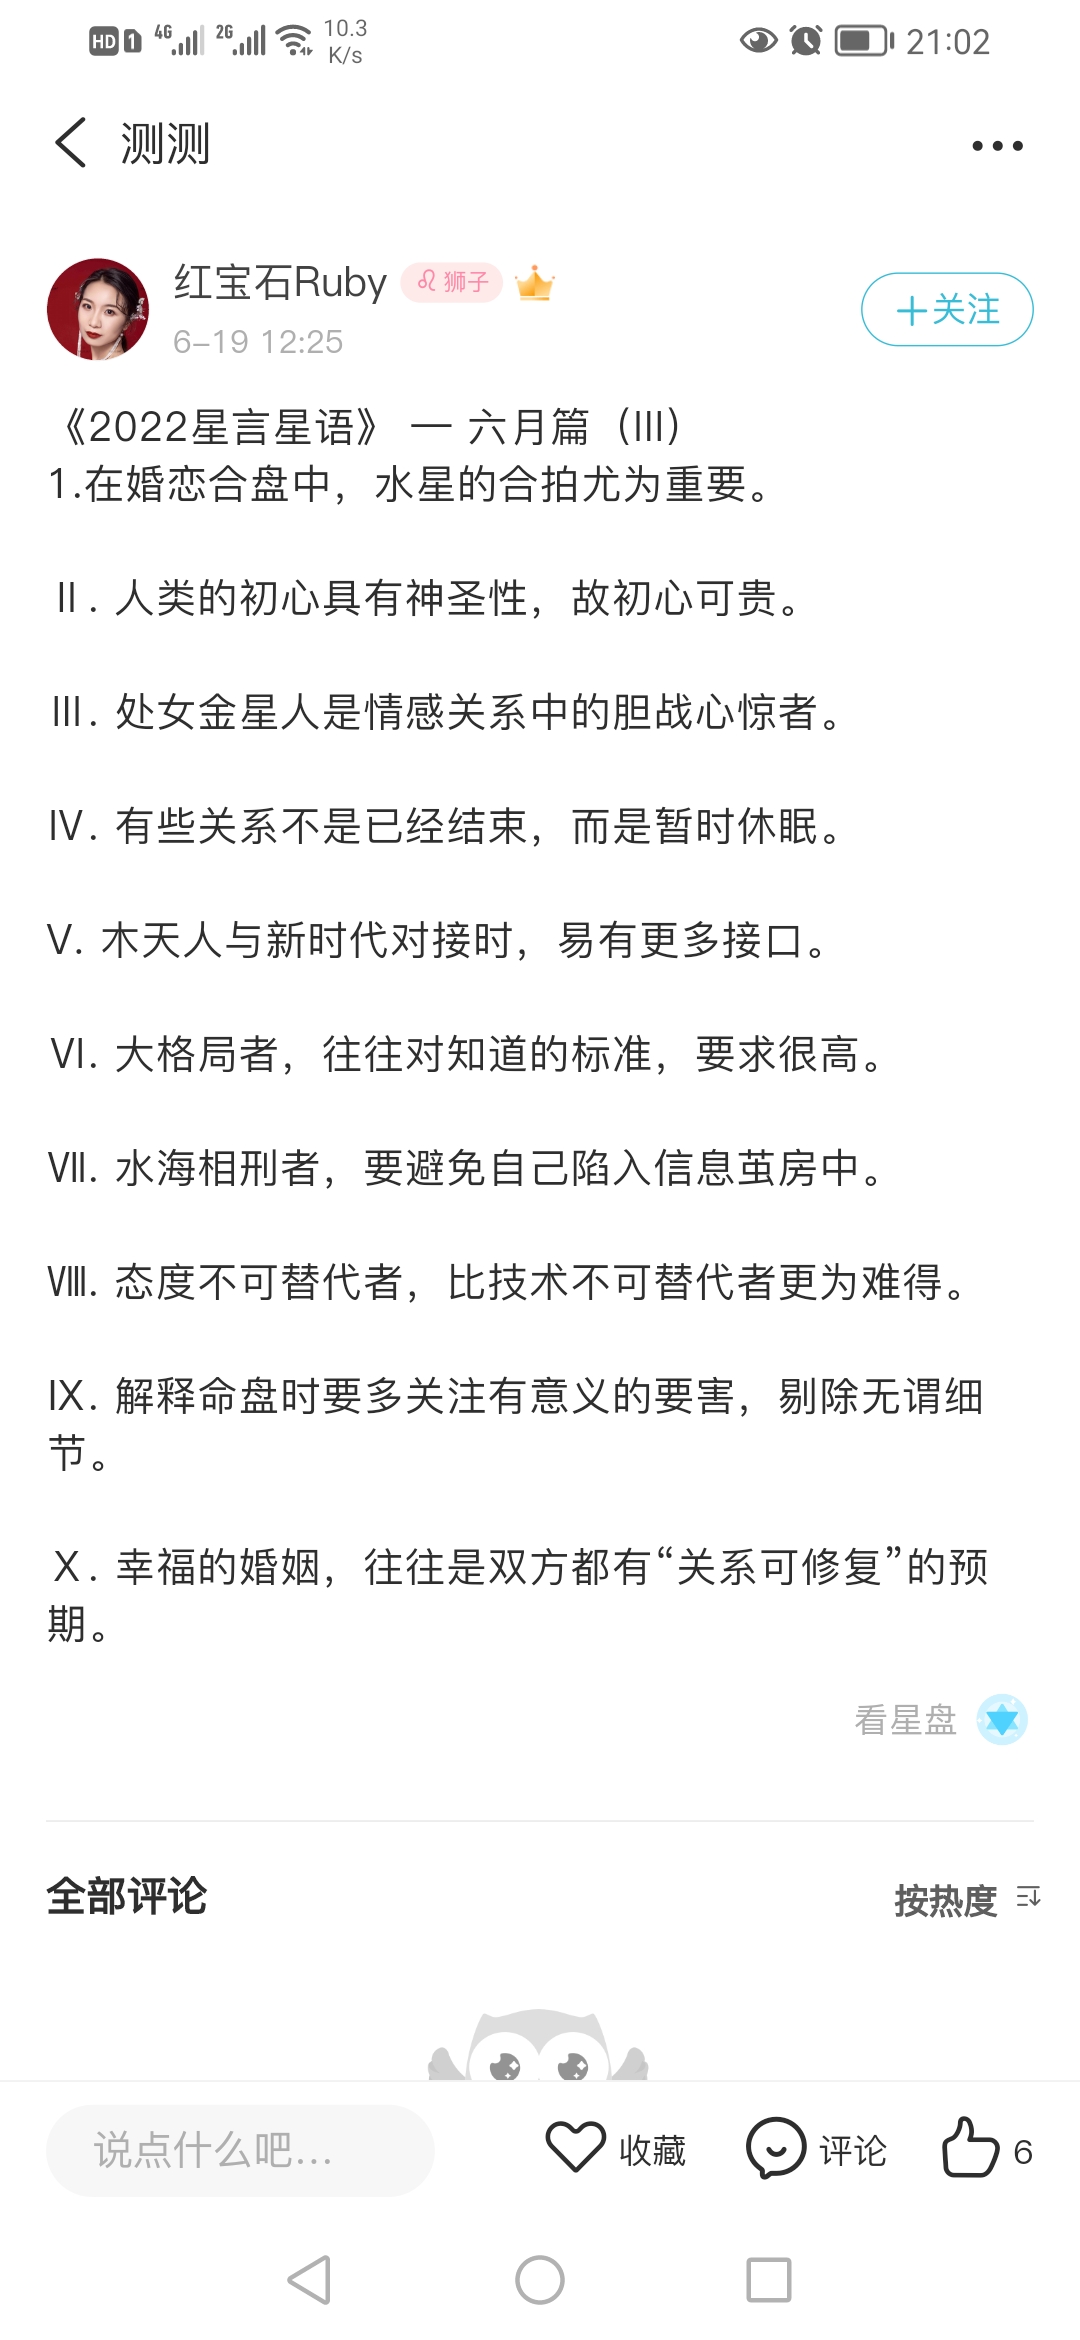 HD 1 4G 2G 10.3 K/s 21:02
测测
红宝石Ruby 狮子
+关注
6-19 12:25
《2022星言星语》 — 六月篇（III）
1.在婚恋合盘中，水星的合拍尤为重要。
Ⅱ. 人类的初心具有神圣性，故初心可贵。
Ⅲ. 处女金星人是情感关系中的胆战心惊者。
Ⅳ. 有些关系不是已经结束，而是暂时休眠。
Ⅴ. 木天人与新时代对接时，易有更多接口。
Ⅵ. 大格局者，往往对知道的标准，要求很高。
Ⅶ. 水海相刑者，要避免自己陷入信息茧房中。
Ⅷ. 态度不可替代者，比技术不可替代者更为难得。
Ⅸ. 解释命盘时要多关注有意义的要害，剔除无谓细
节。
Ⅹ. 幸福的婚姻，往往是双方都有“关系可修复”的预
期。
看星盘
全部评论 按热度
说点什么吧... 收藏 评论 6